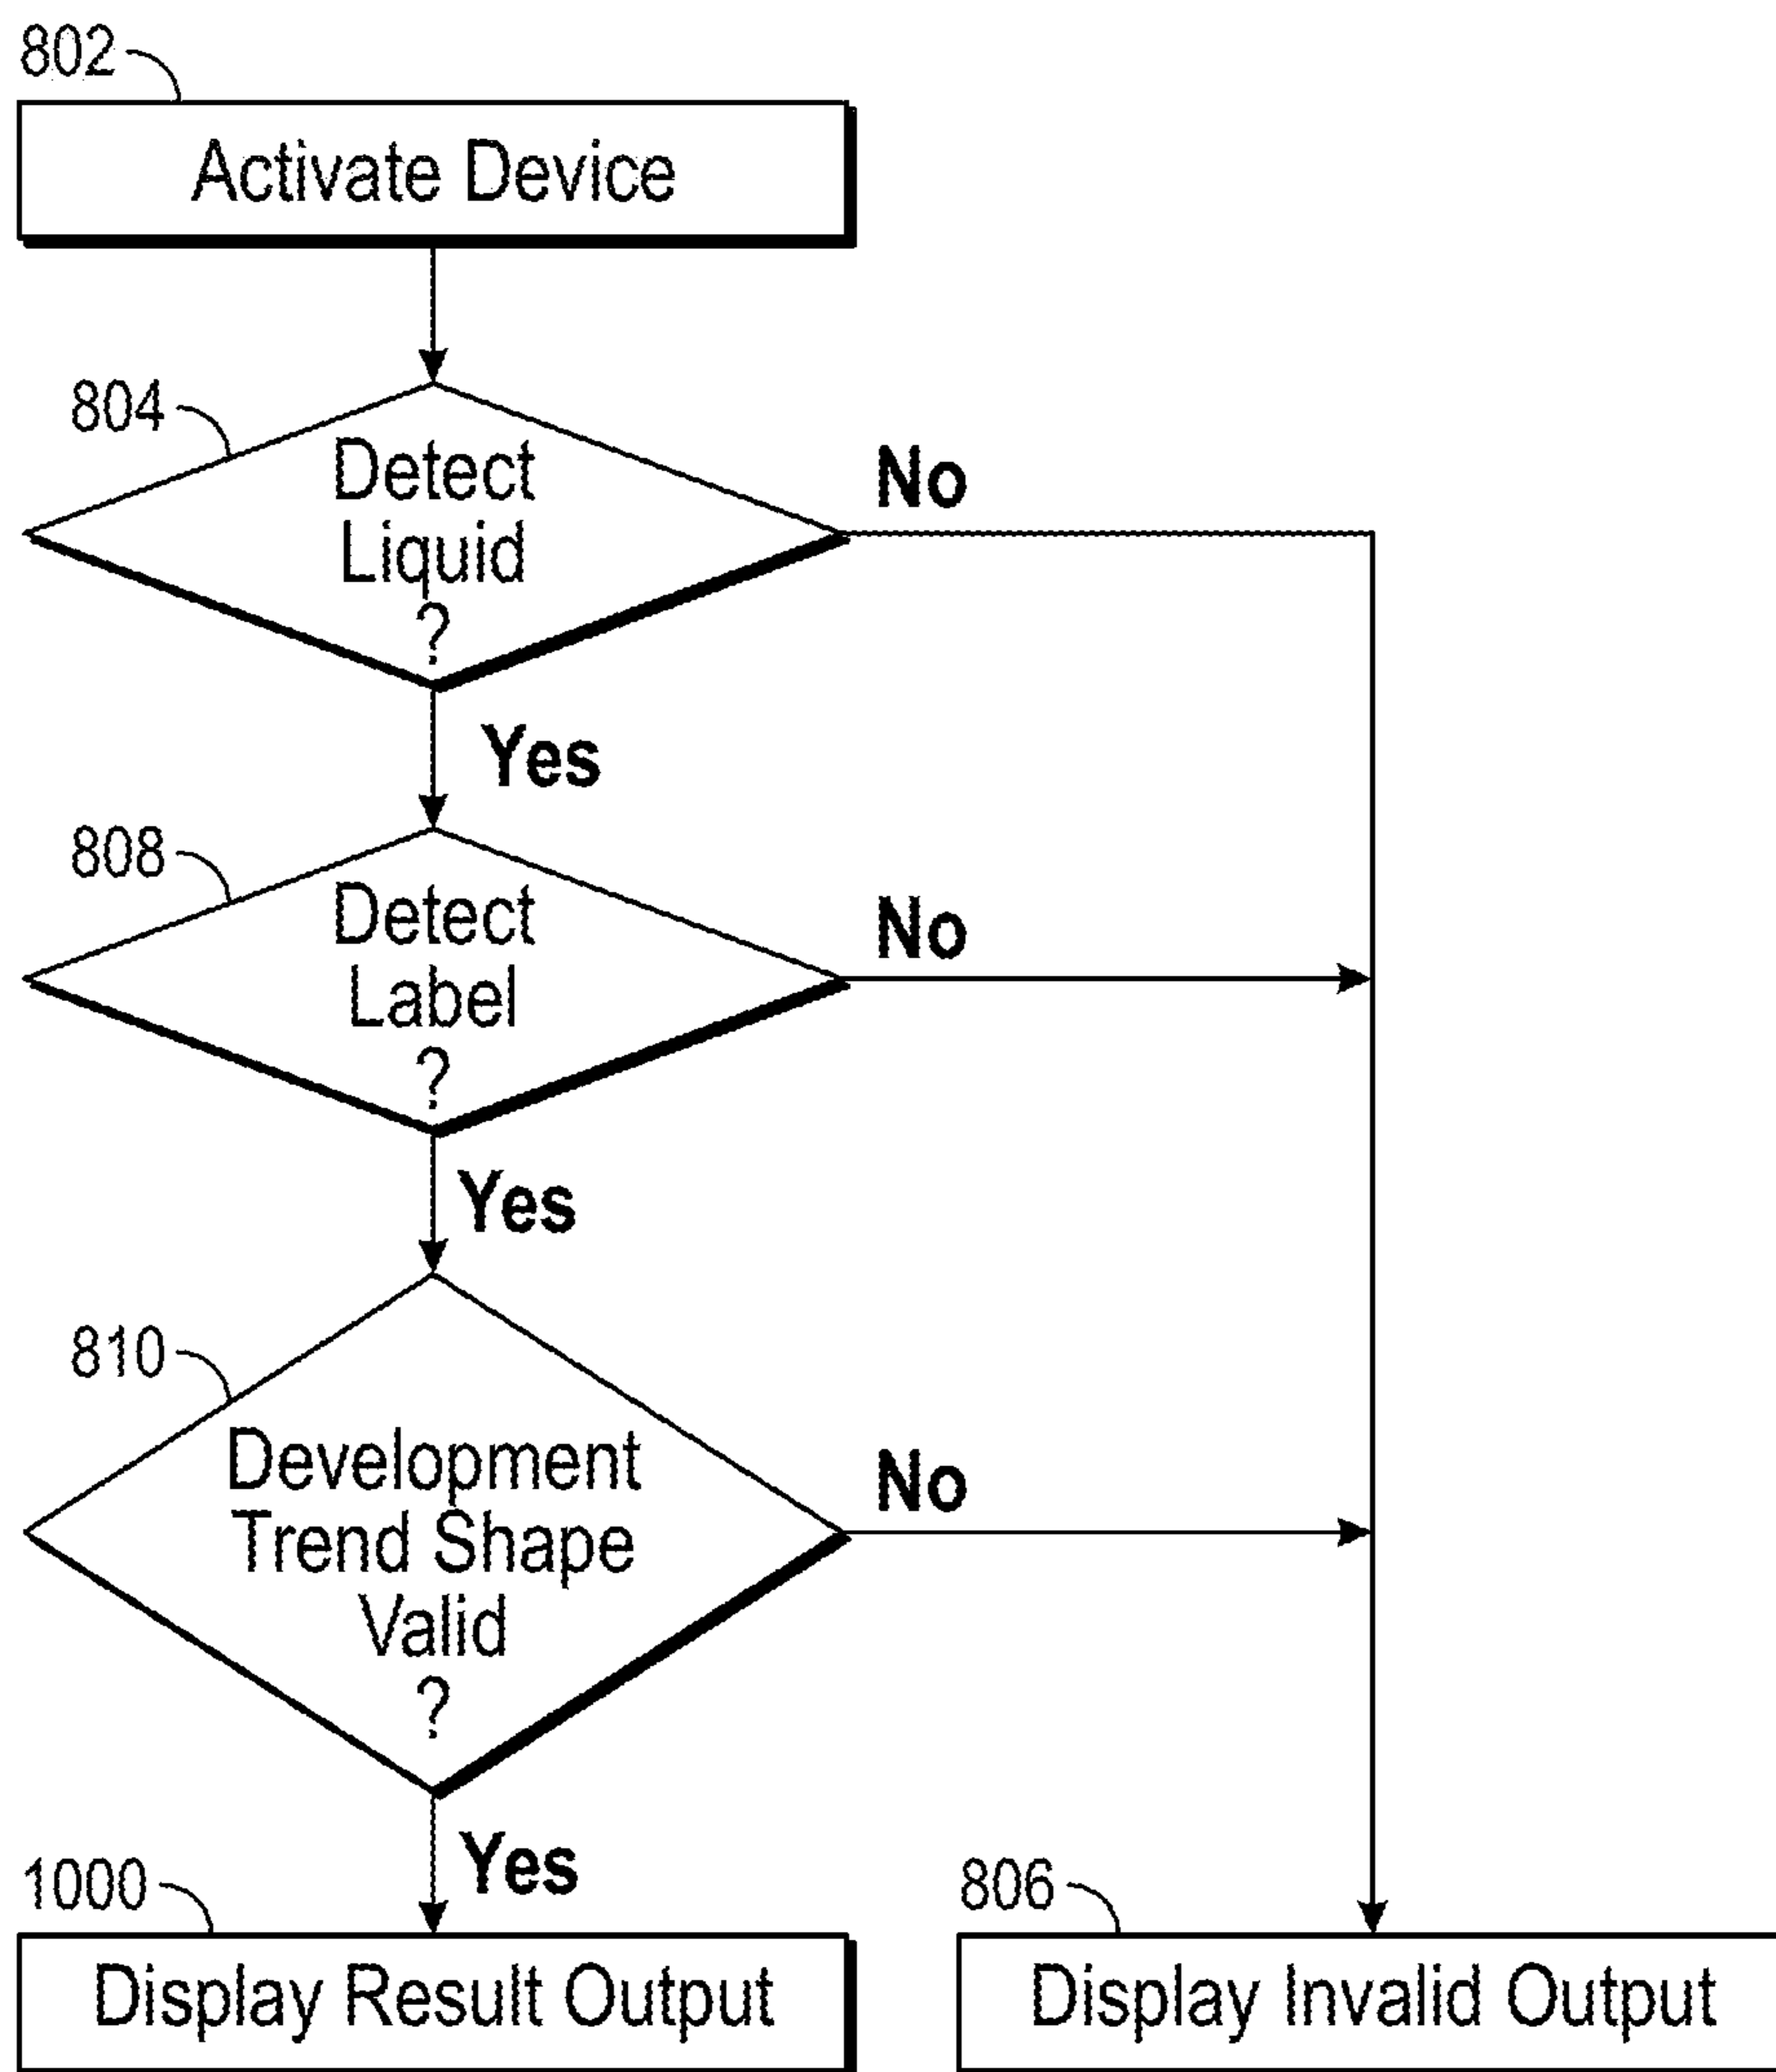 802
Activate Device
804
Detect
Liquid
?
No
Yes
808
Detect
Label
?
No
Yes
810
Development
Trend Shape
Valid
?
No
Yes
1000
Display Result Output
806
Display Invalid Output